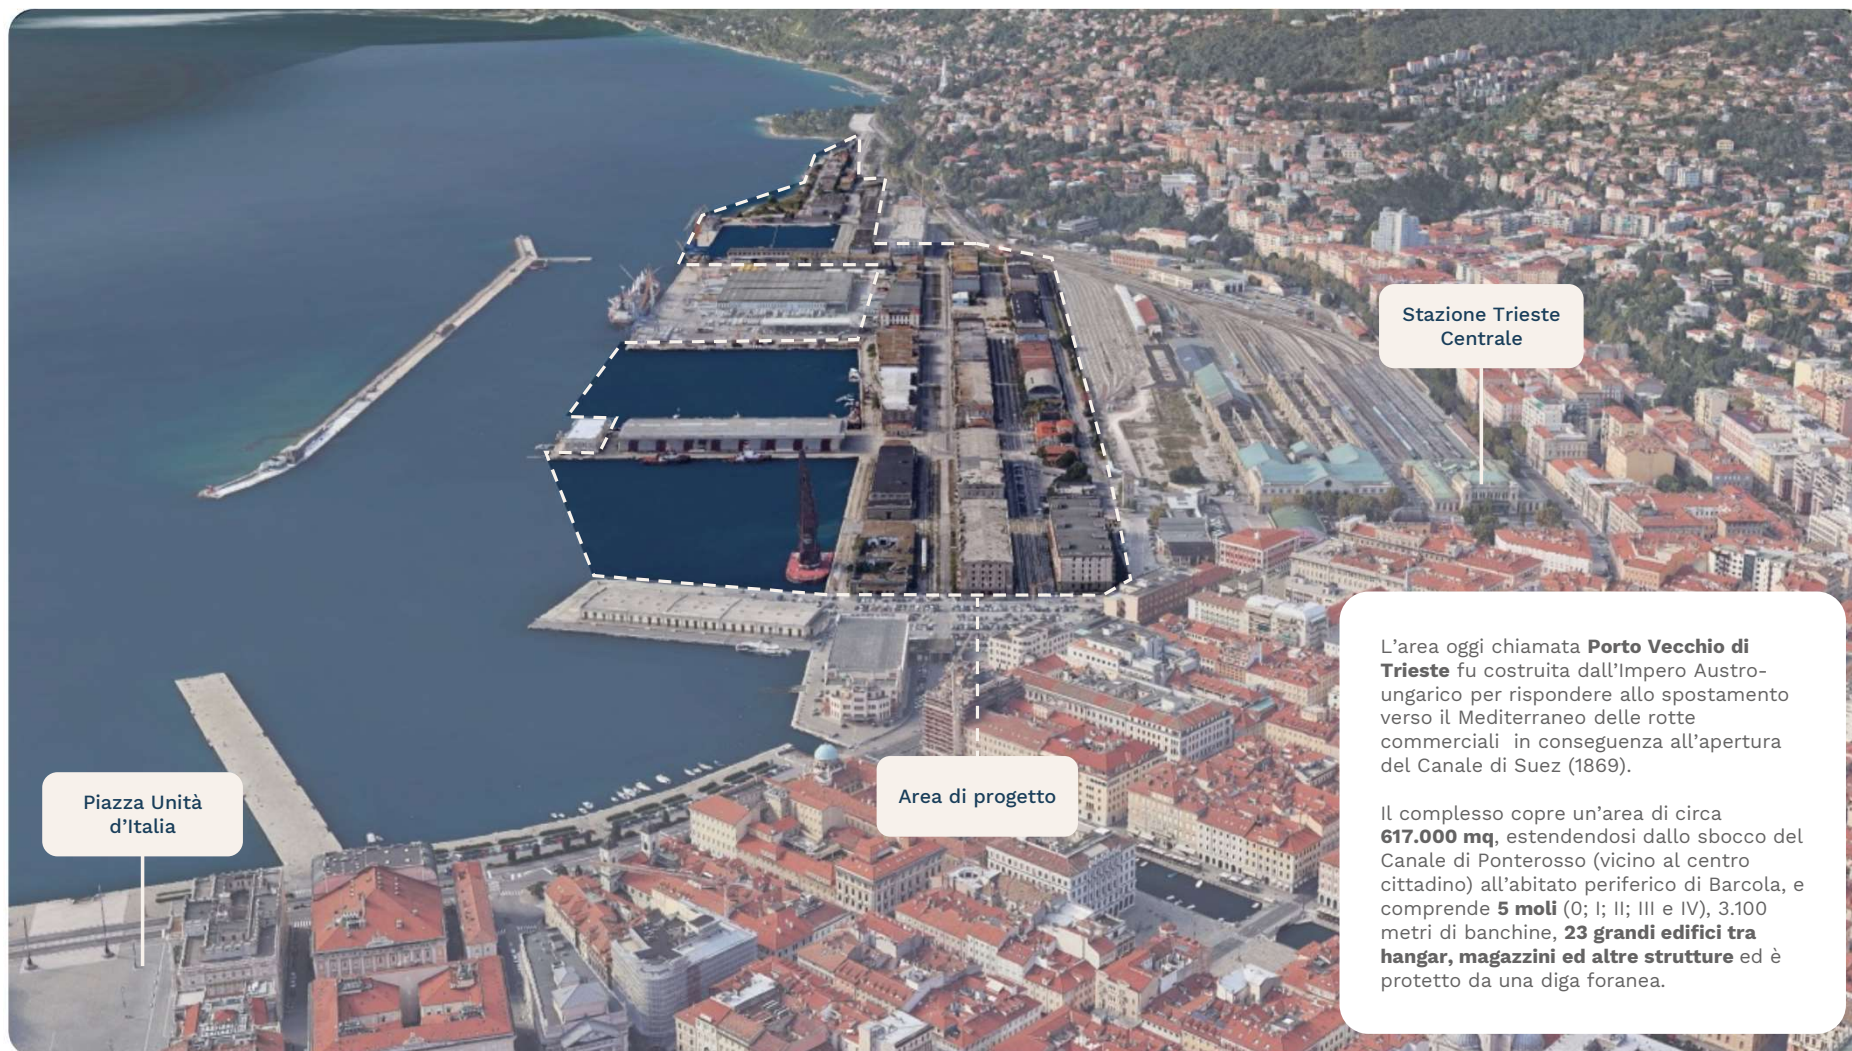 Stazione Trieste
Centrale
Piazza Unità
d’Italia
Area di progetto
L’area oggi chiamata Porto Vecchio di
Trieste fu costruita dall’Impero Austro-
ungarico per rispondere allo spostamento
verso il Mediterraneo delle rotte
commerciali  in conseguenza all’apertura
del Canale di Suez (1869).
Il complesso copre un’area di circa
617.000 mq, estendendosi dallo sbocco del
Canale di Ponterosso (vicino al centro
cittadino) all’abitato periferico di Barcola, e
comprende 5 moli (0; I; II; III e IV), 3.100
metri di banchine, 23 grandi edifici tra
hangar, magazzini ed altre strutture ed è
protetto da una diga foranea.